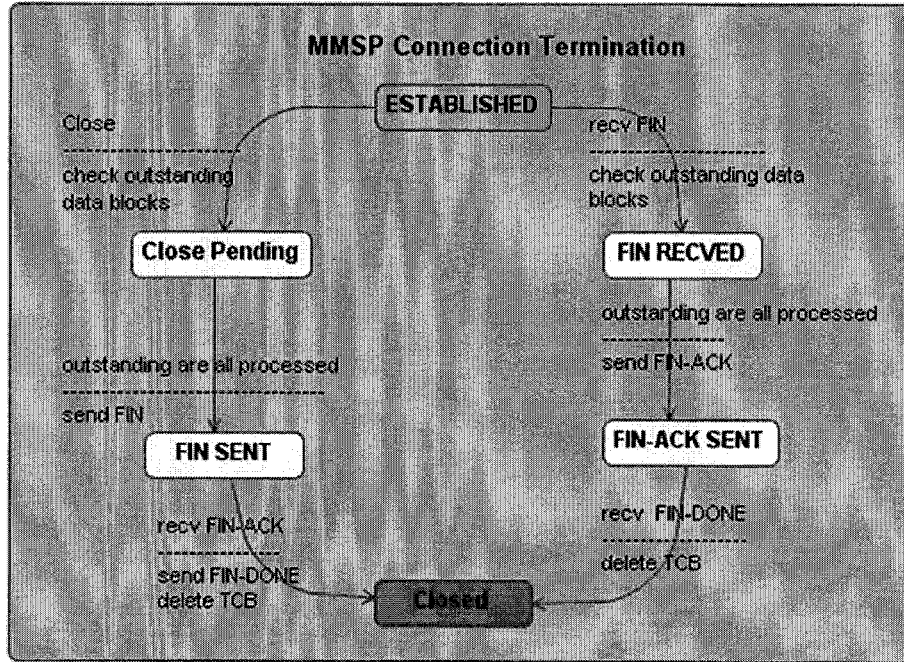 MMSP Connection Termination
ESTABLISHED
Close
check outstanding
data blocks
recv FIN
check outstanding data
blocks
Close Pending
FIN RECVED
outstanding are all processed
send FIN
outstanding are all processed
send FIN-ACK
FIN SENT
FIN-ACK SENT
recv FIN-ACK
send FIN-DONE
delete TCB
recv FIN-DONE
delete TCB
Closed